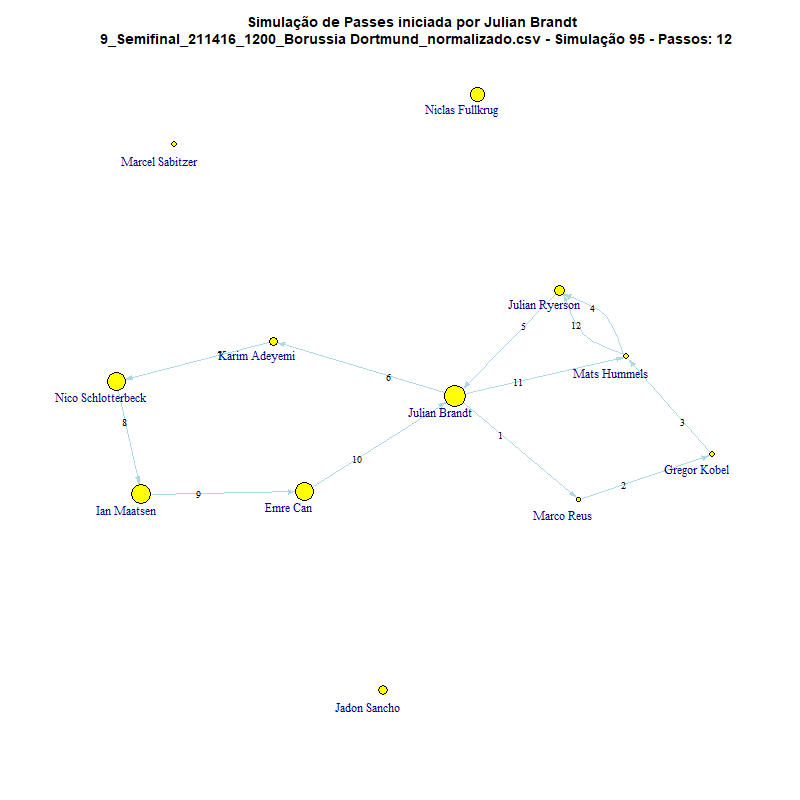 Simulação de Passes iniciada por Julian Brandt
9_Semifinal_211416_1200_Borussia Dortmund_normalizado.csv - Simulação 95 - Passos: 12
Niclas Fullkrug
Marcel Sabitzer
Julian Ryerson
4
12
5
7
Karim Adeyemi
Mats Hummels
6
11
Nico Schlotterbeck
Julian Brandt
8
3
1
10
Gregor Kobel
2
9
Ian Maatsen
Emre Can
Marco Reus
Jadon Sancho